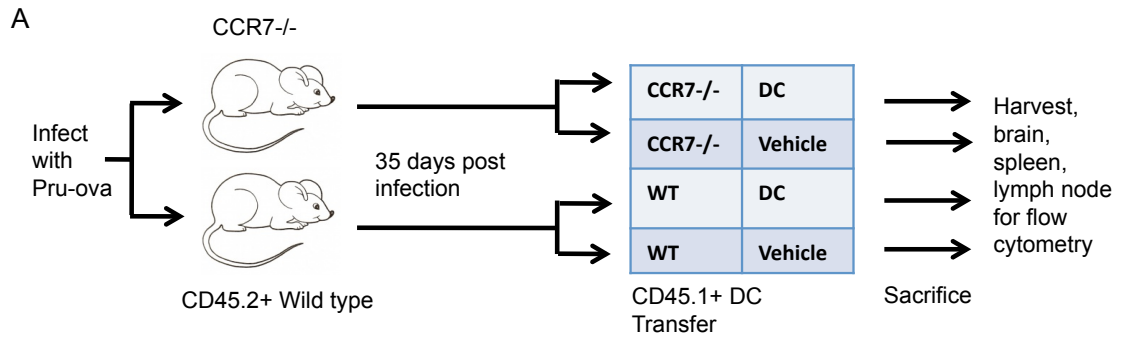 A
CCR7-/-
Infect
with
Pru-ova
35 days post
infection
CD45.2+ Wild type
CCR7-/- DC
CCR7-/- Vehicle
WT DC
WT Vehicle
CD45.1+ DC
Transfer
Sacrifice
Harvest,
brain,
spleen,
lymph node
for flow
cytometry